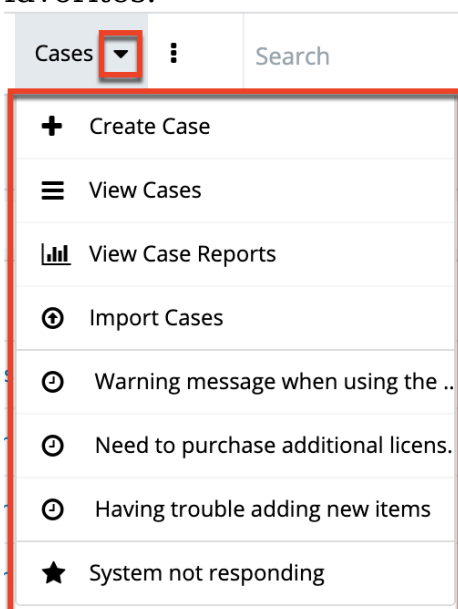 favorites.
Cases
Search
Create Case
View Cases
View Case Reports
Import Cases
Warning message when using the ..
Need to purchase additional licens.
Having trouble adding new items
System not responding